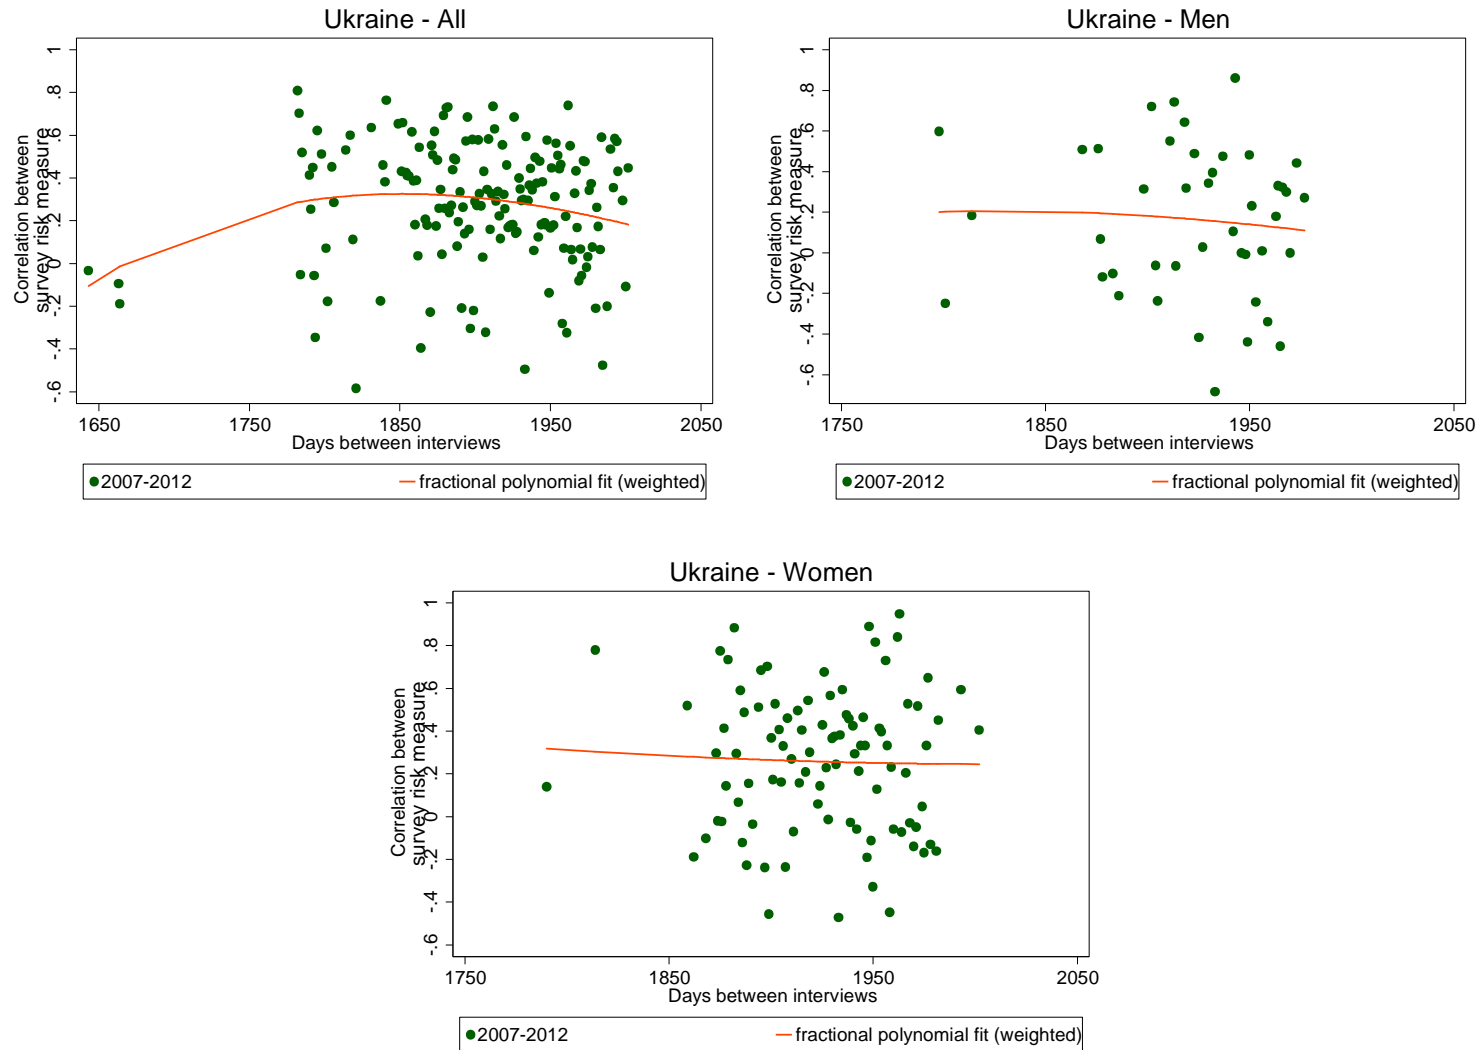 Ukraine - All
Correlation between
survey risk measure
1
.8
.6
.4
.2
0
-.2
-.4
-.6
1650
1750
1850
1950
2050
Days between interviews
2007-2012
fractional polynomial fit (weighted)
Ukraine - Men
Correlation between
survey risk measure
1
.8
.6
.4
.2
0
-.2
-.4
-.6
1750
1850
1950
2050
Days between interviews
2007-2012
fractional polynomial fit (weighted)
Ukraine - Women
Correlation between
survey risk measure
1
.8
.6
.4
.2
0
-.2
-.4
-.6
1750
1850
1950
2050
Days between interviews
2007-2012
fractional polynomial fit (weighted)